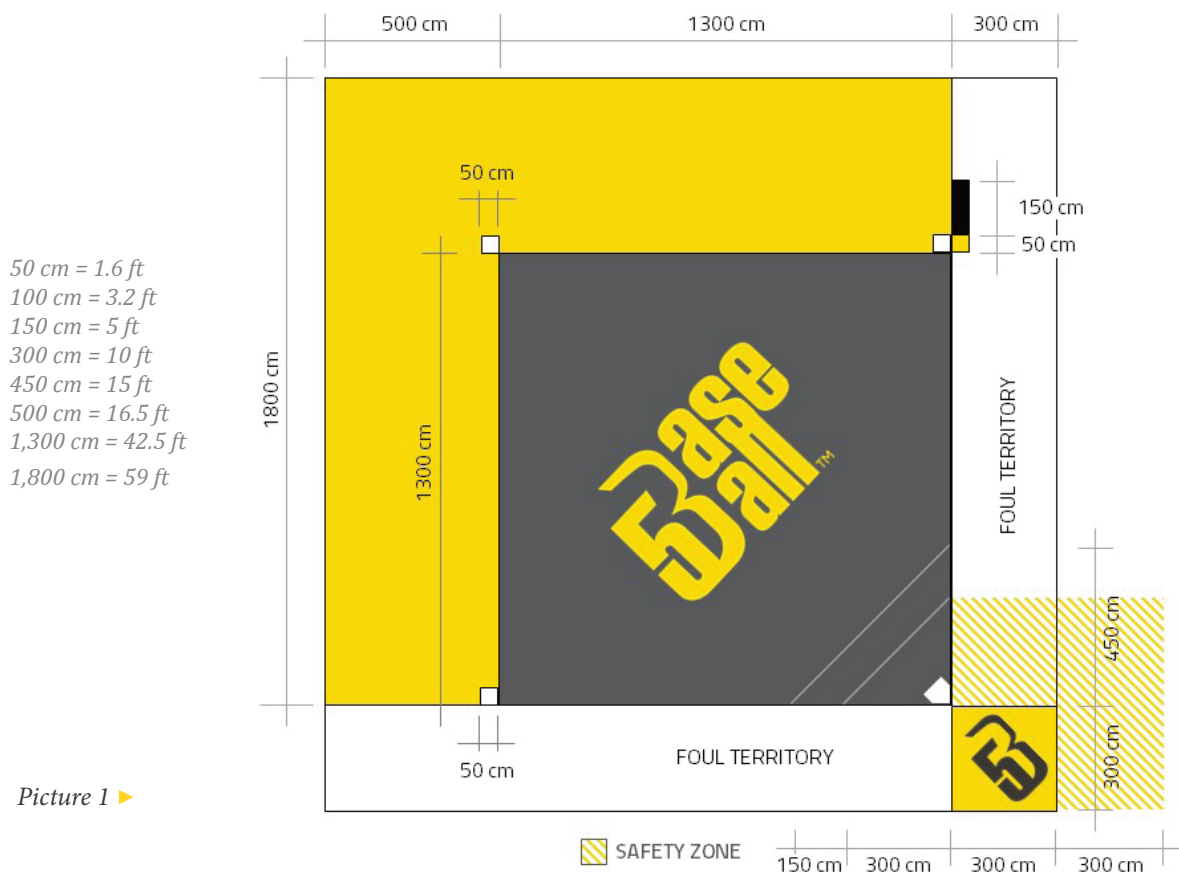 500 cm
1300 cm
300 cm
50 cm
150 cm
50 cm
50 cm = 1.6 ft
100 cm = 3.2 ft
150 cm = 5 ft
300 cm = 10 ft
450 cm = 15 ft
500 cm = 16.5 ft
1,300 cm = 42.5 ft
1,800 cm = 59 ft
1800 cm
1300 cm
Base
Ball™
5
FOUL TERRITORY
450 cm
300 cm
FOUL TERRITORY
5
50 cm
Picture 1
SAFETY ZONE
150 cm
300 cm
300 cm
300 cm